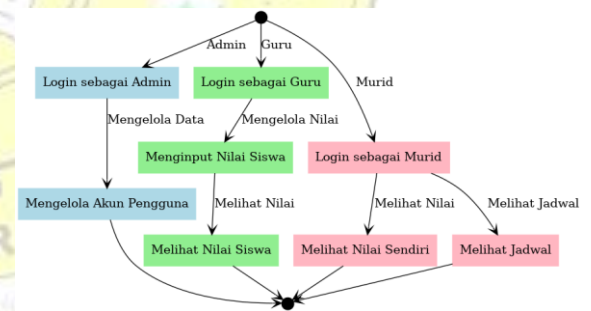 Admin
Guru
Login sebagai Admin
Login sebagai Guru
Murid
Mengelola Data
Mengelola Nilai
Menginput Nilai Siswa
Login sebagai Murid
Mengelola Akun Pengguna
Melihat Nilai
Melihat Nilai
Melihat Jadwal
Melihat Nilai Siswa
Melihat Nilai Sendiri
Melihat Jadwal